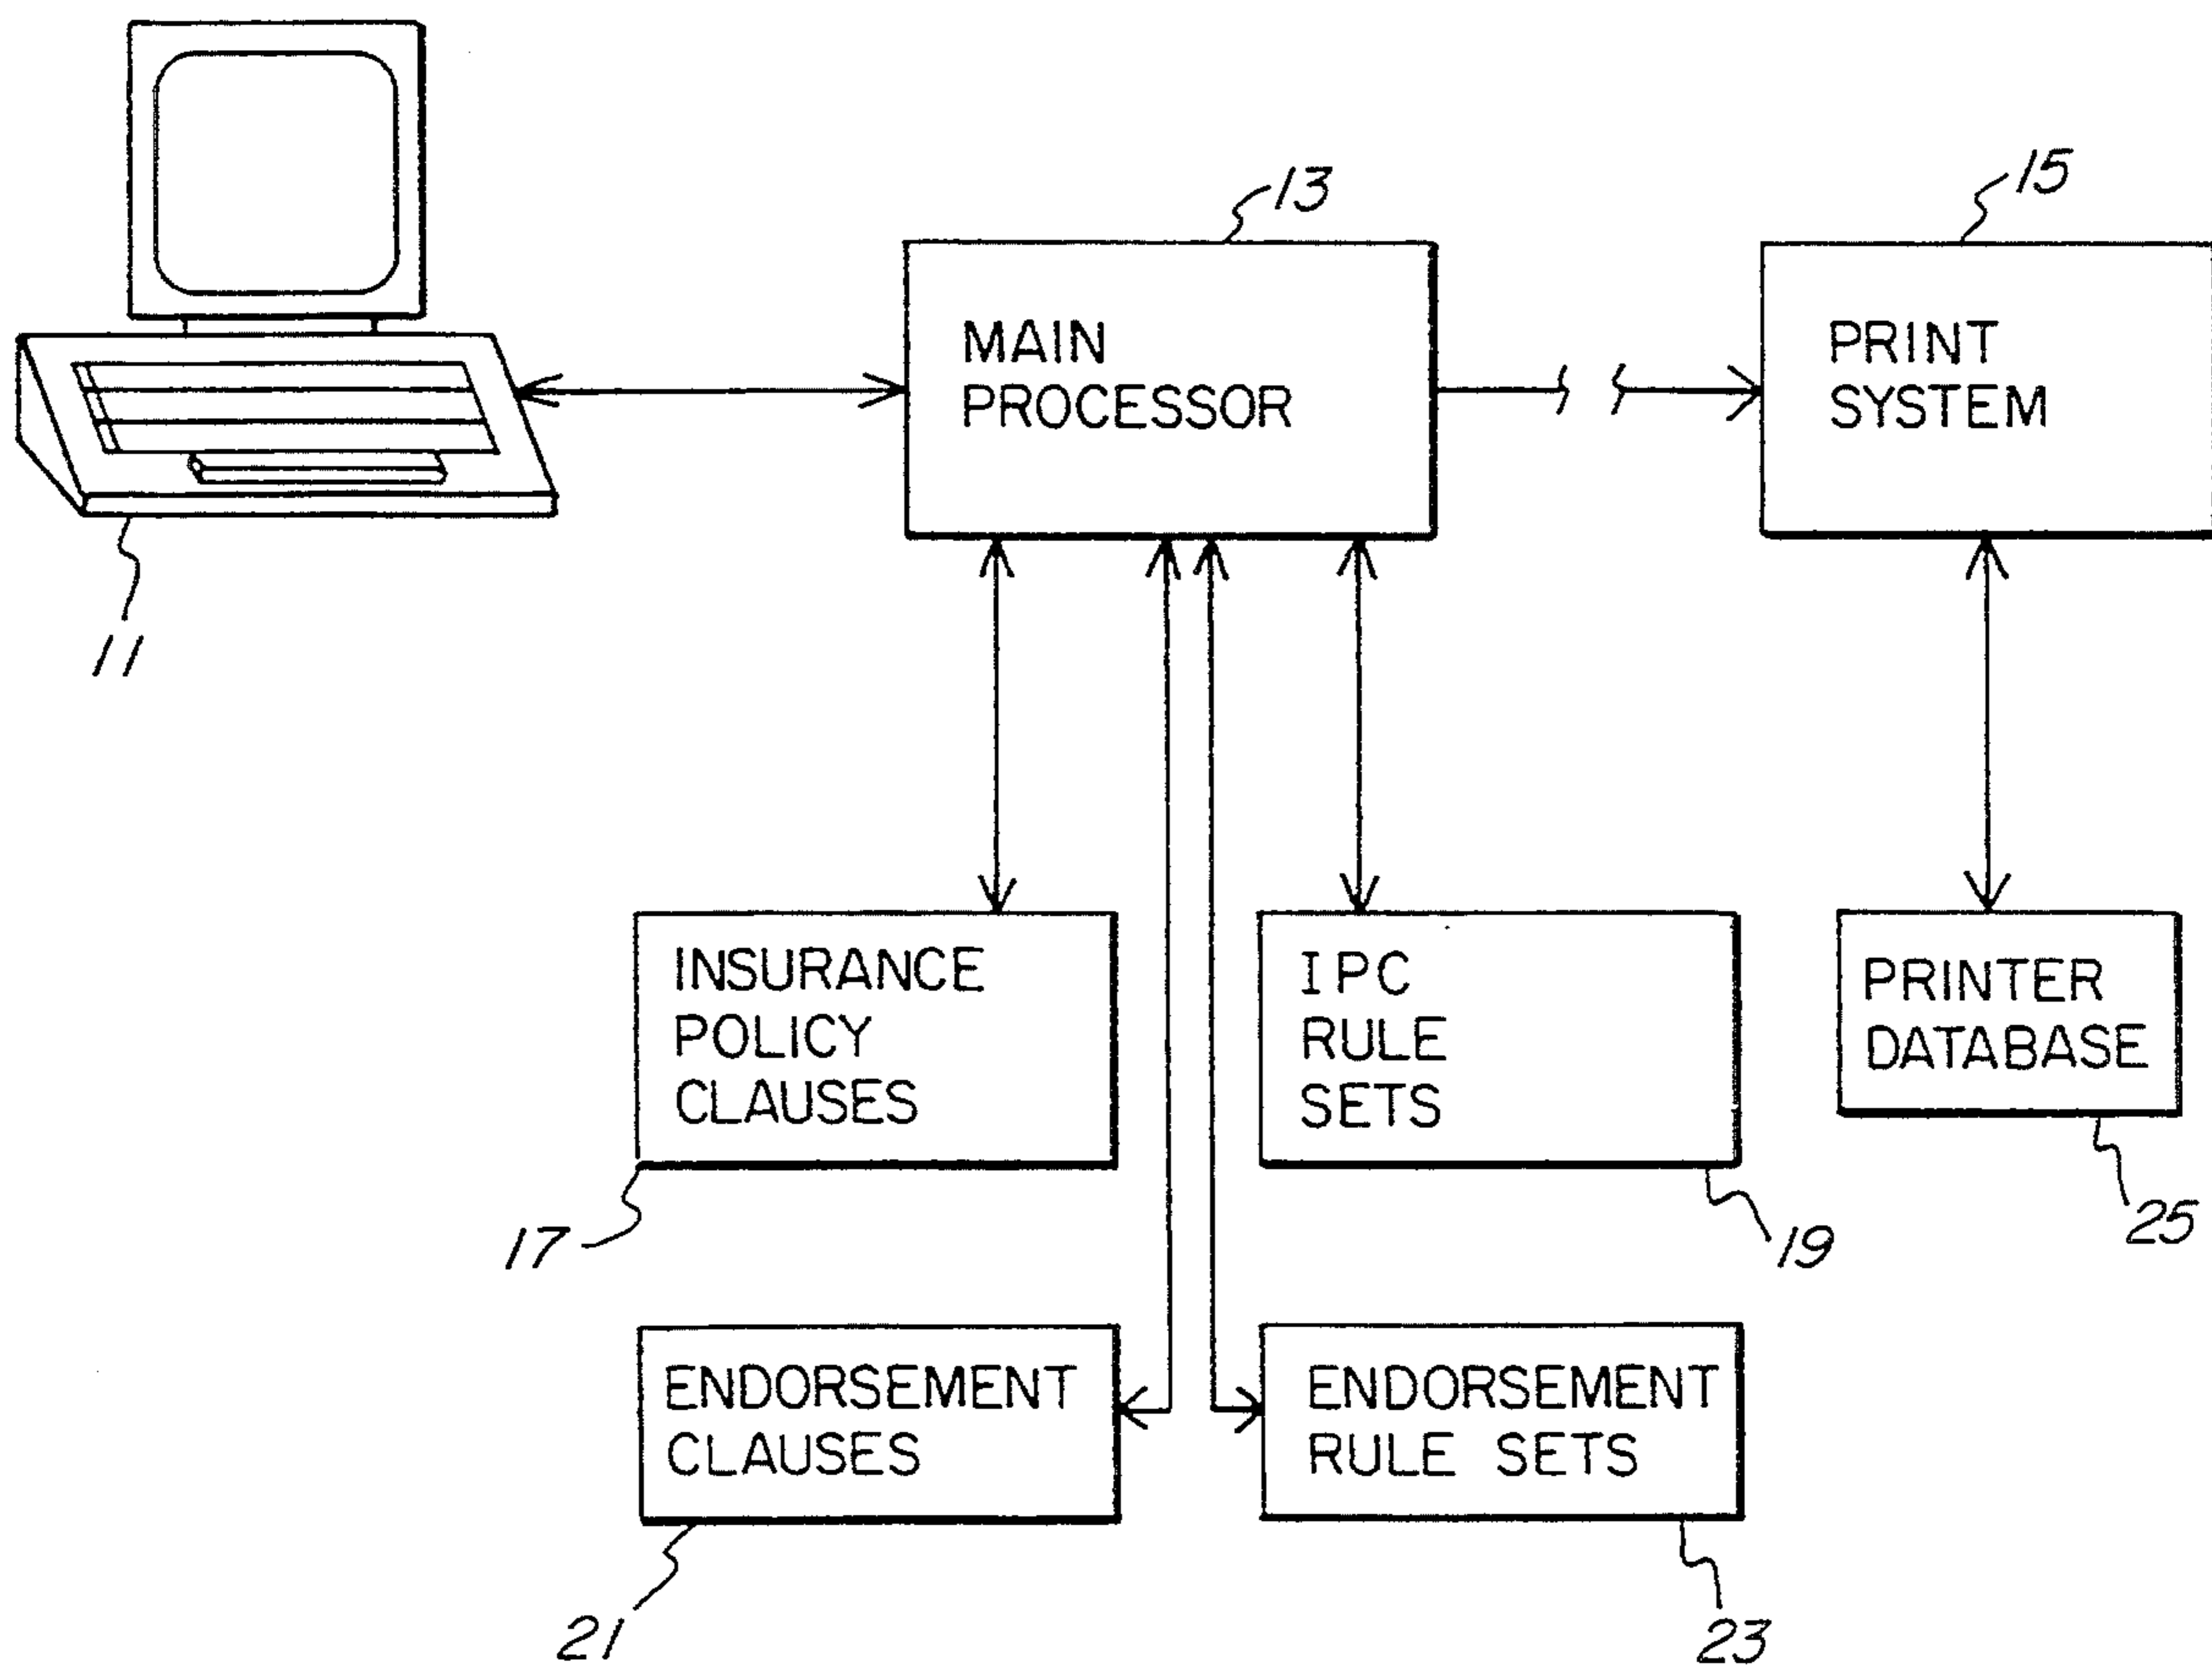 13
15
MAIN
PROCESSOR
PRINT
SYSTEM
11
INSURANCE
POLICY
CLAUSES
IPC
RULE
SETS
PRINTER
DATABASE
17
19
25
ENDORSEMENT
CLAUSES
ENDORSEMENT
RULE SETS
21
23